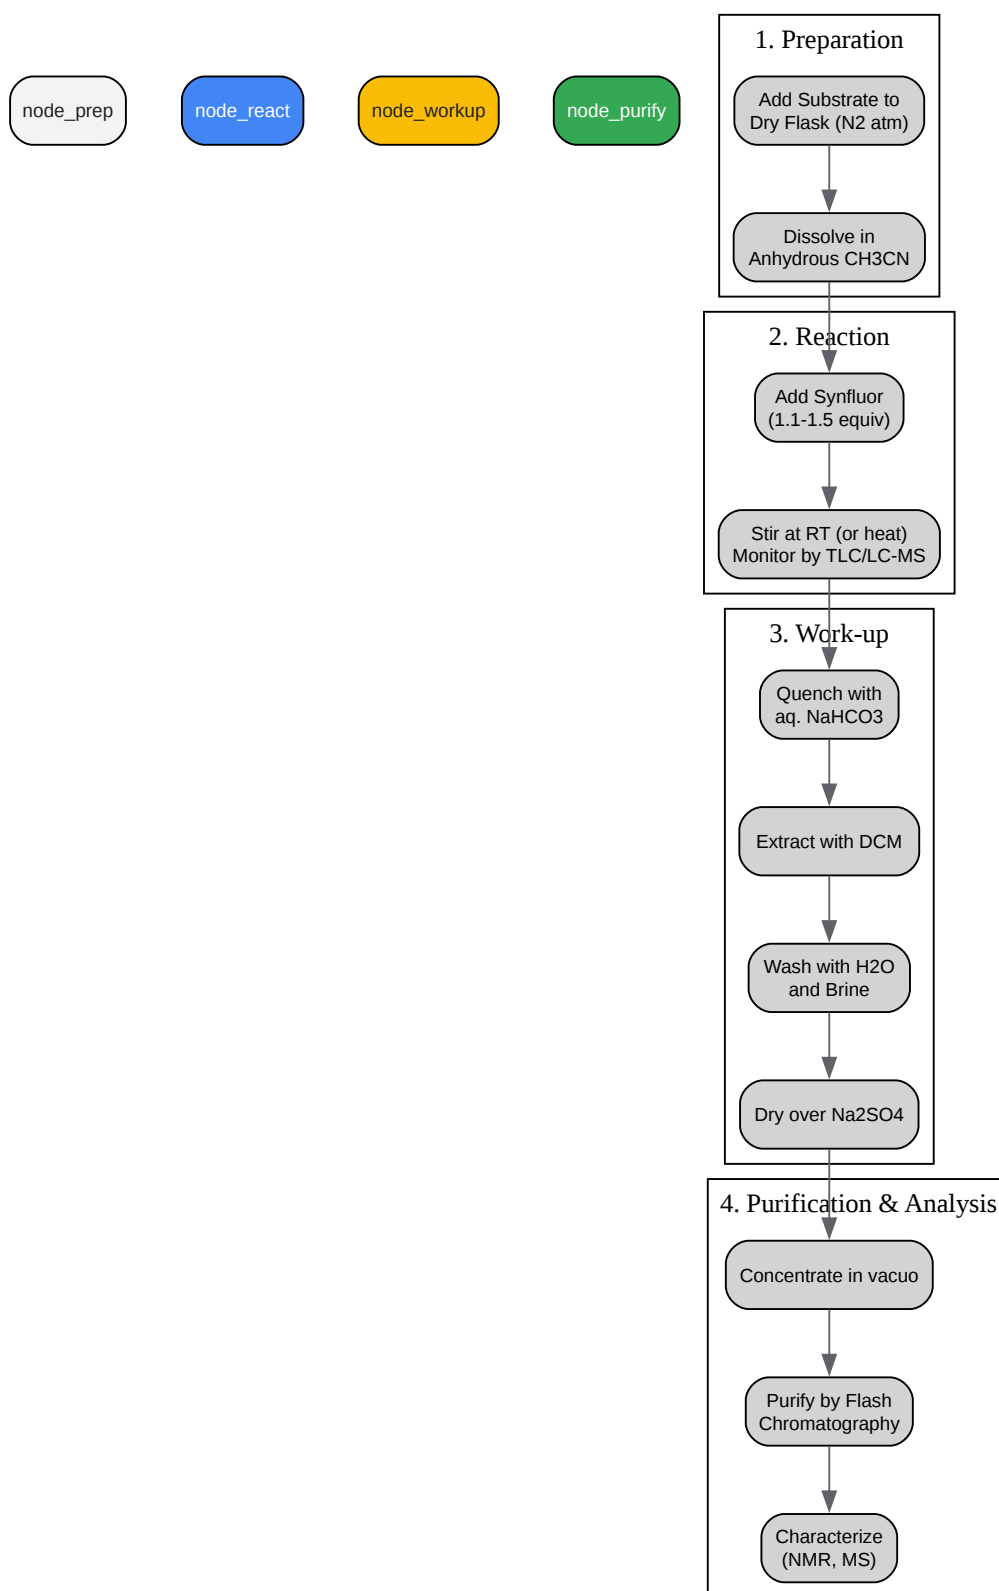 1. Preparation
node_prep
node_react
node_workup
node_purify
Add Substrate to
Dry Flask (N2 atm)
Dissolve in
Anhydrous CH3CN
2. Reaction
Add Synfluor
(1.1-1.5 equiv)
Stir at RT (or heat)
Monitor by TLC/LC-MS
3. Work-up
Quench with
aq. NaHCO3
Extract with DCM
Wash with H2O
and Brine
Dry over Na2SO4
4. Purification & Analysis
Concentrate in vacuo
Purify by Flash
Chromatography
Characterize
(NMR, MS)